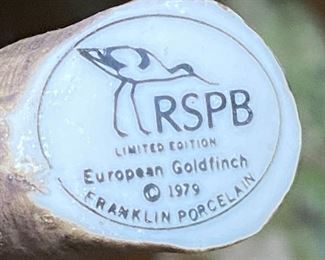 RSPB
LIMITED EDITION
European Goldfinch
© 1979
FRANKLIN PORCELAIN